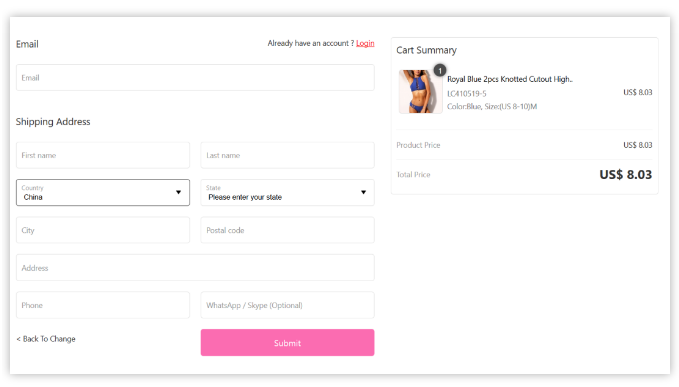 Email
Already have an account ? Login
Email
Shipping Address
First name
Last name
Country
China
State
Please enter your state
City
Postal code
Address
Phone
WhatsApp / Skype (Optional)
< Back To Change
Submit
Cart Summary
1
Royal Blue 2pcs Knotted Cutout High..
LC410519-5
Color:Blue, Size:(US 8-10)M
US$ 8.03
Product Price
US$ 8.03
Total Price
US$ 8.03